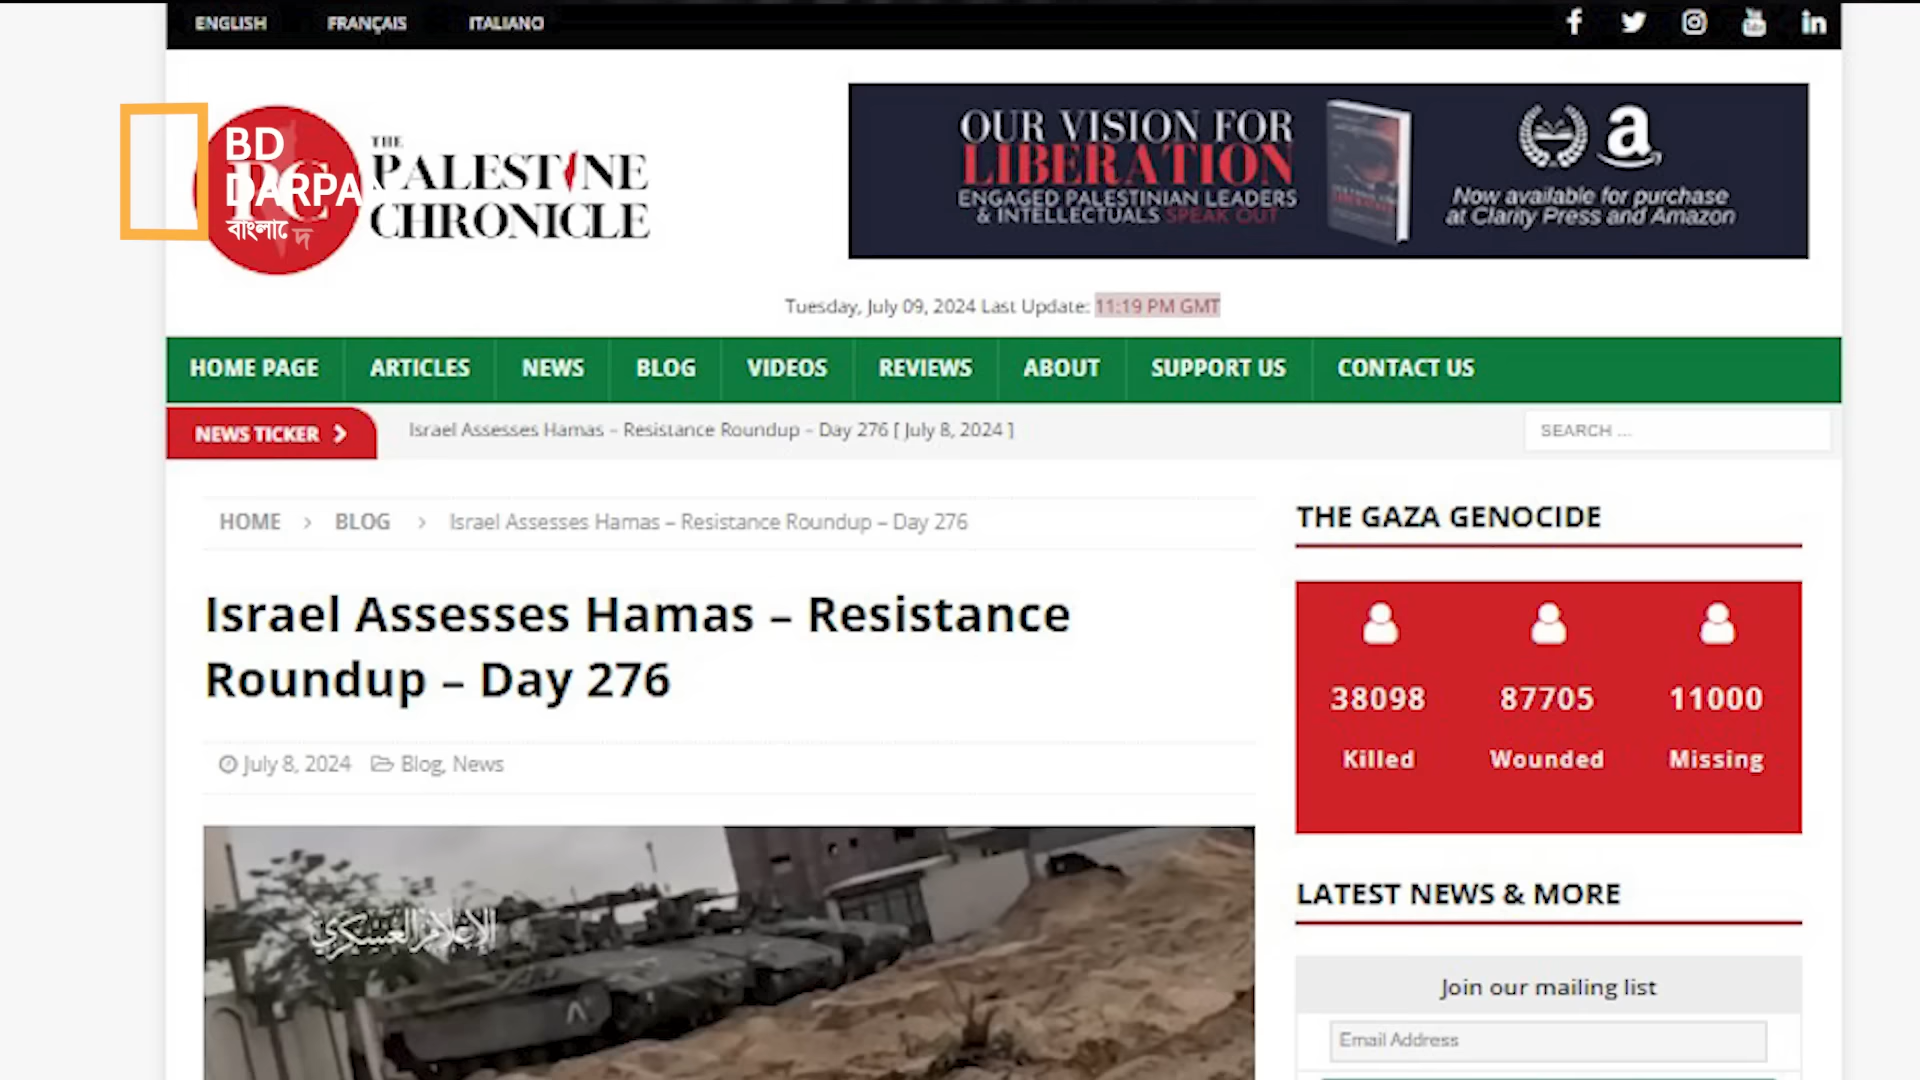 ENGLISH FRANÇAIS ITALIANO
BD
DARPA
বাংলাদে
THE
PALESTINE
CHRONICLE
OUR VISION FOR
LIBERATION
ENGAGED PALESTINIAN LEADERS
& INTELLECTUALS SPEAK OUT
Now available for purchase
at Clarity Press and Amazon
Tuesday, July 09, 2024 Last Update: 11:19 PM GMT
HOME PAGE ARTICLES NEWS BLOG VIDEOS REVIEWS ABOUT SUPPORT US CONTACT US
NEWS TICKER Israel Assesses Hamas – Resistance Roundup – Day 276 [ July 8, 2024 ] SEARCH ...
HOME > BLOG > Israel Assesses Hamas – Resistance Roundup – Day 276
Israel Assesses Hamas – Resistance
Roundup – Day 276
July 8, 2024 Blog, News
الإعلام العسكري
THE GAZA GENOCIDE
38098 87705 11000
Killed Wounded Missing
LATEST NEWS & MORE
Join our mailing list
Email Address